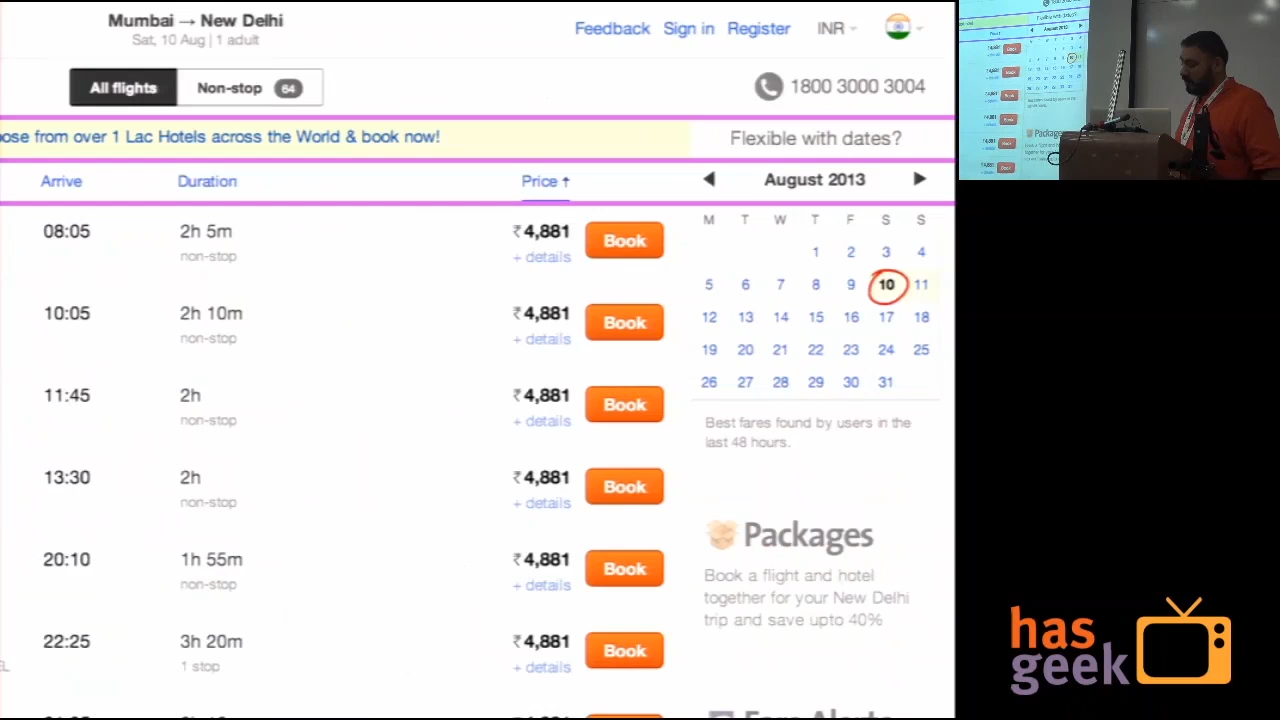 Mumbai → New Delhi
Sat, 10 Aug | 1 adult
Feedback Sign in Register INR
All flights Non-stop 64
1800 3000 3004
ose from over 1 Lac Hotels across the World & book now!
Flexible with dates?
Arrive Duration Price ↑
08:05 2h 5m ₹4,881 Book
non-stop + details
10:05 2h 10m ₹4,881 Book
non-stop + details
11:45 2h ₹4,881 Book
non-stop + details
13:30 2h ₹4,881 Book
non-stop + details
20:10 1h 55m ₹4,881 Book
non-stop + details
22:25 3h 20m ₹4,881 Book
1 stop + details
August 2013
M T W T F S S
1 2 3 4
5 6 7 8 9 10 11
12 13 14 15 16 17 18
19 20 21 22 23 24 25
26 27 28 29 30 31
Best fares found by users in the
last 48 hours.
Packages
Book a flight and hotel
together for your New Delhi
trip and save upto 40%
has
geek